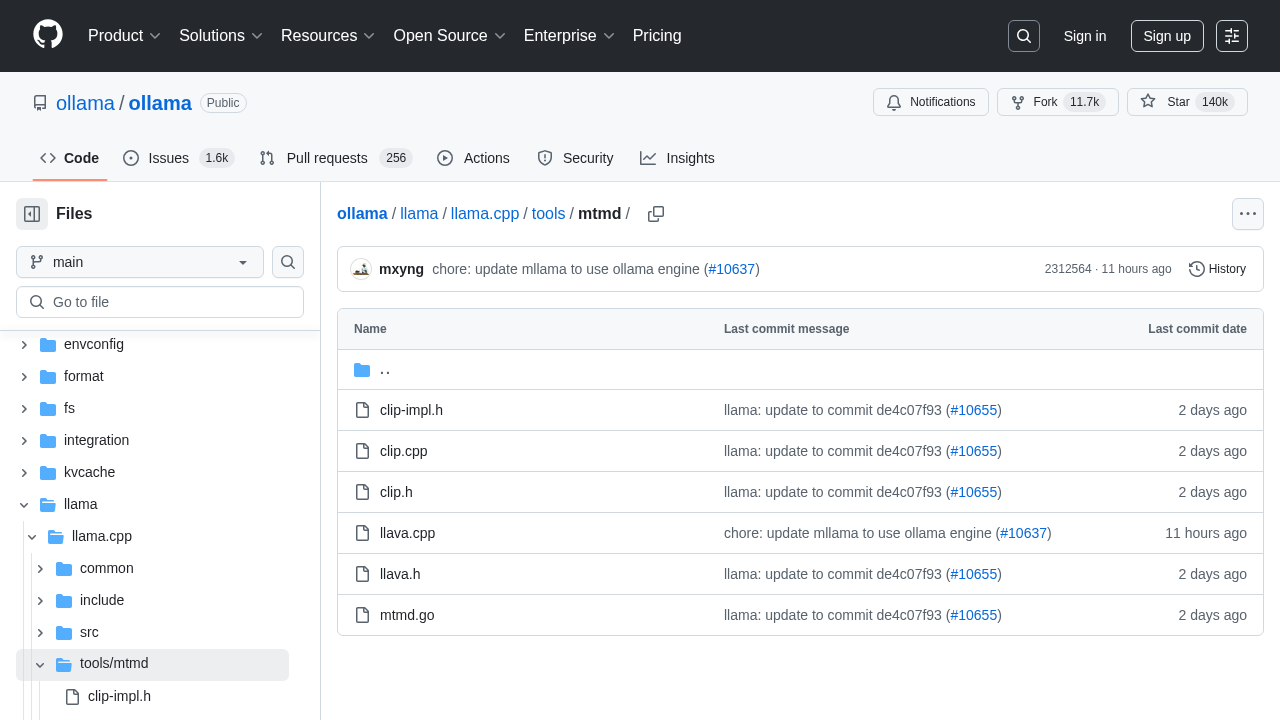 Product Solutions Resources Open Source Enterprise Pricing Sign in Sign up
ollama / ollama Public Notifications Fork 11.7k Star 140k
Code Issues 1.6k Pull requests 256 Actions Security Insights
Files
main
Go to file
envconfig
format
fs
integration
kvcache
llama
llama.cpp
common
include
src
tools/mtmd
clip-impl.h
ollama / llama / llama.cpp / tools / mtmd /
mxyng chore: update mllama to use ollama engine (#10637) 2312564 · 11 hours ago History
Name Last commit message Last commit date
..
clip-impl.h llama: update to commit de4c07f93 (#10655) 2 days ago
clip.cpp llama: update to commit de4c07f93 (#10655) 2 days ago
clip.h llama: update to commit de4c07f93 (#10655) 2 days ago
llava.cpp chore: update mllama to use ollama engine (#10637) 11 hours ago
llava.h llama: update to commit de4c07f93 (#10655) 2 days ago
mtmd.go llama: update to commit de4c07f93 (#10655) 2 days ago